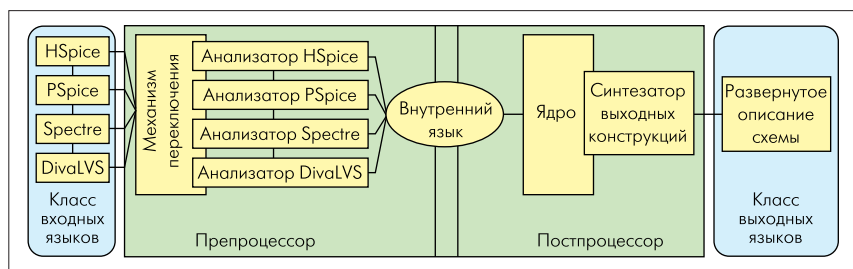 HSpice
PSpice
Spectre
DivaLVS
Класс
входных
языков
Механизм
переключения
Анализатор HSpice
Анализатор PSpice
Анализатор Spectre
Анализатор DivaLVS
Препроцессор
Внутренний
язык
Ядро
Синтезатор
выходных
конструкций
Постпроцессор
Развернутое
описание
схемы
Класс
выходных
языков